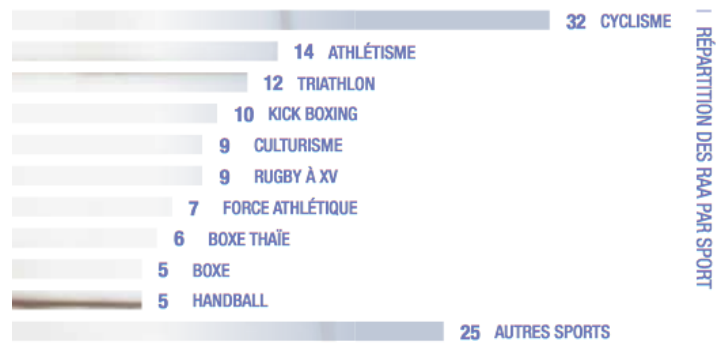 32 CYCLISME
14 ATHLÉTISME
12 TRIATHLON
10 KICK BOXING
9 CULTURISME
9 RUGBY À XV
7 FORCE ATHLÉTIQUE
6 BOXE THAÏE
5 BOXE
5 HANDBALL
25 AUTRES SPORTS
RÉPARTITION DES RAA PAR SPORT